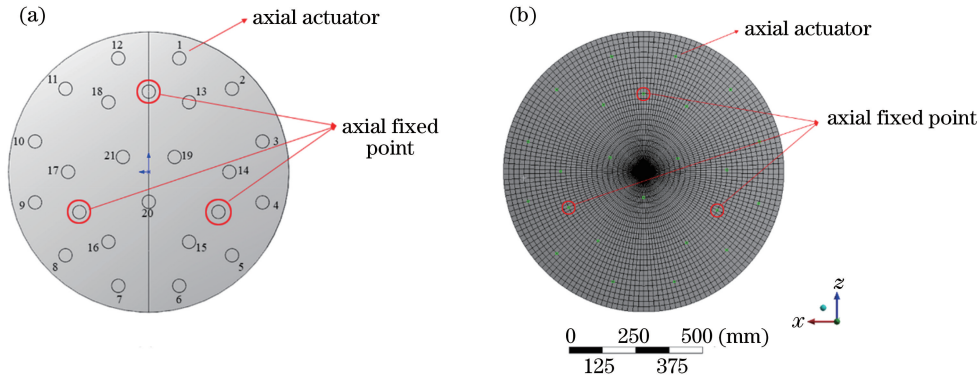 (a)
axial actuator
12
1
11
2
18
13
axial fixed
point
10
3
21
19
17
14
9
20
4
16
15
8
5
7
6
(b)
axial actuator
axial fixed point
z
x
0 250 500 (mm)
125 375